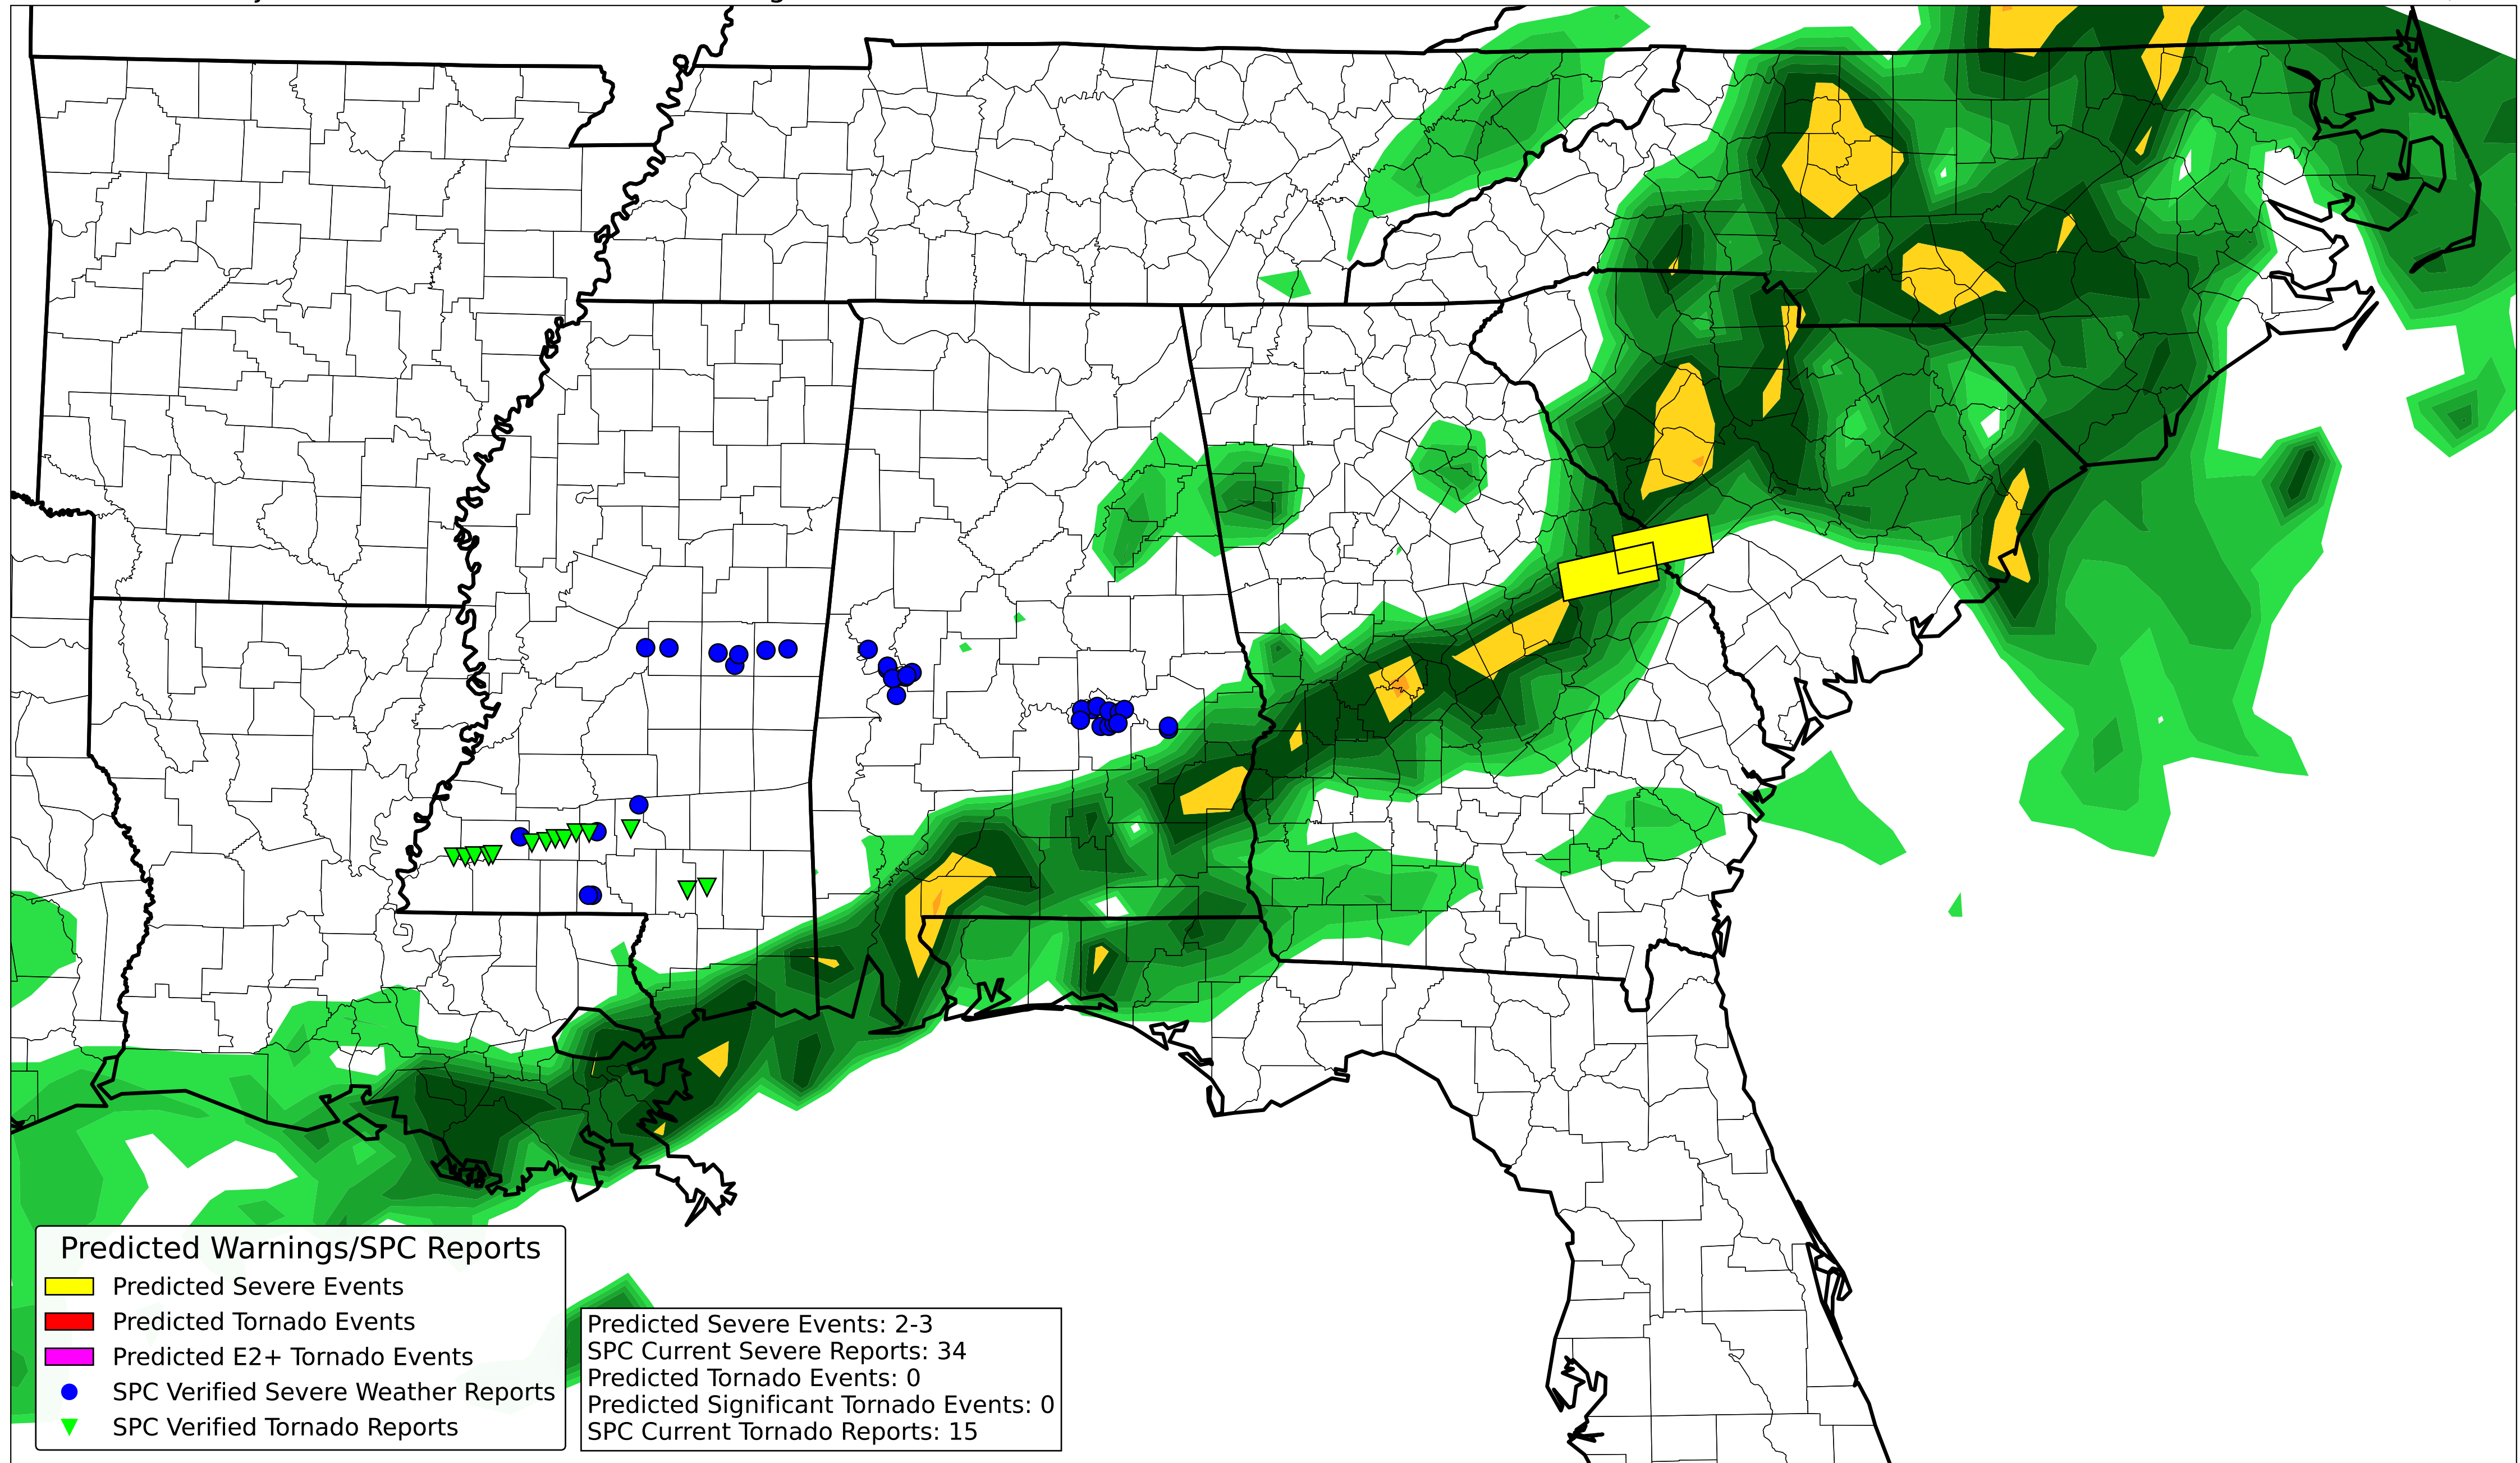 Predicted Warnings/SPC Reports
Predicted Severe Events
Predicted Tornado Events
Predicted E2+ Tornado Events
SPC Verified Severe Weather Reports
SPC Verified Tornado Reports
Predicted Severe Events: 2-3
SPC Current Severe Reports: 34
Predicted Tornado Events: 0
Predicted Significant Tornado Events: 0
SPC Current Tornado Reports: 15